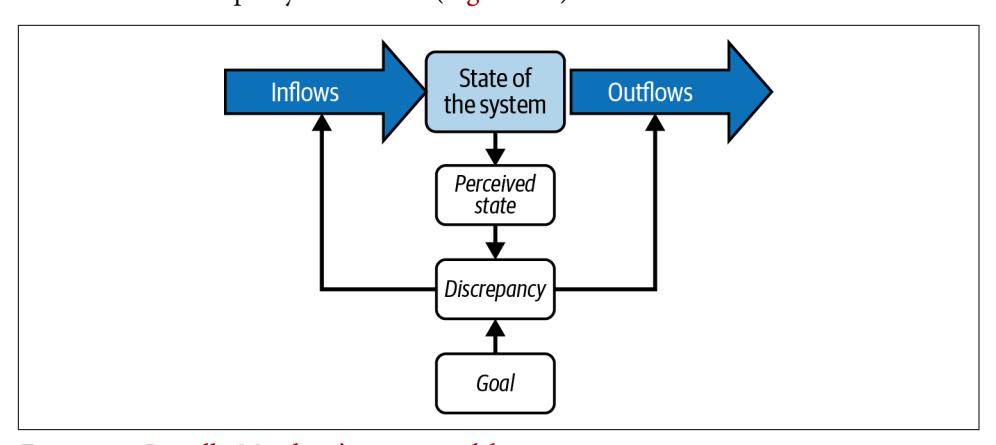 Inflows
State of
the system
Outflows
Perceived
state
Discrepancy
Goal